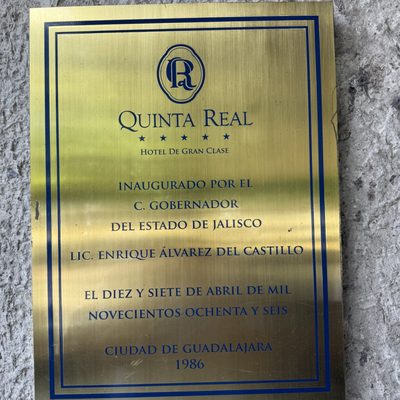 QR
QUINTA REAL
★ ★ ★ ★ ★
HOTEL DE GRAN CLASE
INAUGURADO POR EL
C. GOBERNADOR
DEL ESTADO DE JALISCO
LIC. ENRIQUE ÁLVAREZ DEL CASTILLO
EL DIEZ Y SIETE DE ABRIL DE MIL
NOVECIENTOS OCHENTA Y SEIS
CIUDAD DE GUADALAJARA
1986